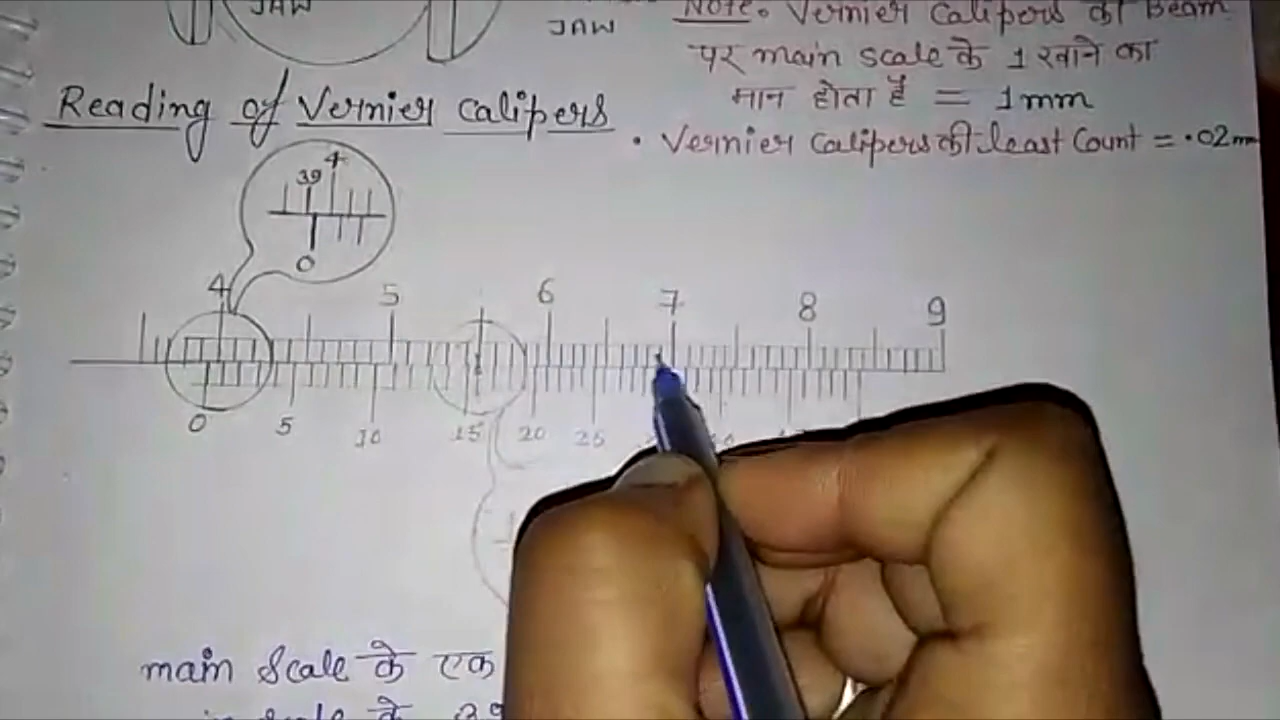 JAW
JAW
Note. Vernier Calipers की Beam
पर main scale के 1 खाने का
मान होता है = 1mm
Reading of Vernier Calipers
• Vernier Calipers की least Count = .02mm
39 4
0
4 5 6 7 8 9
0 5 10 15 20 25
main Scale के एक